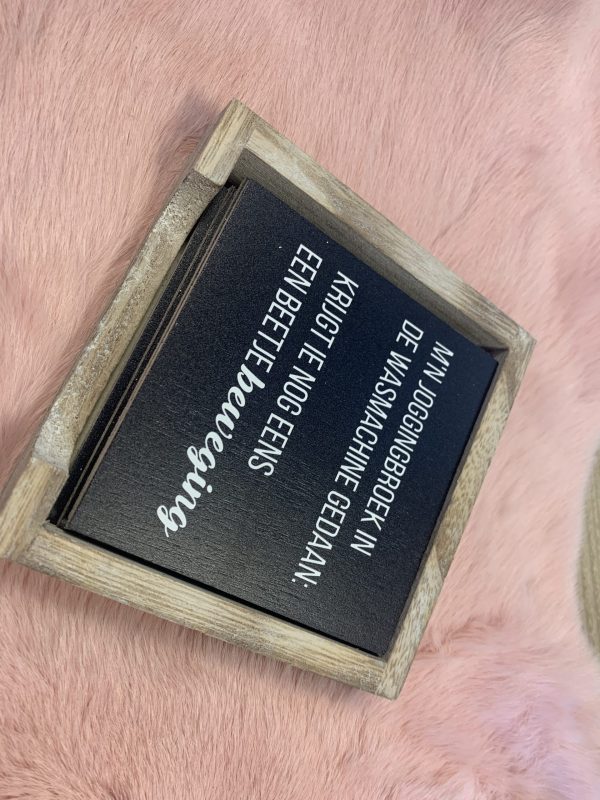 M'N JOGGINGBROEK IN
DE WASMACHINE GEDAAN:
KRIJGT IE NOG EENS
EEN BEETJE beweging